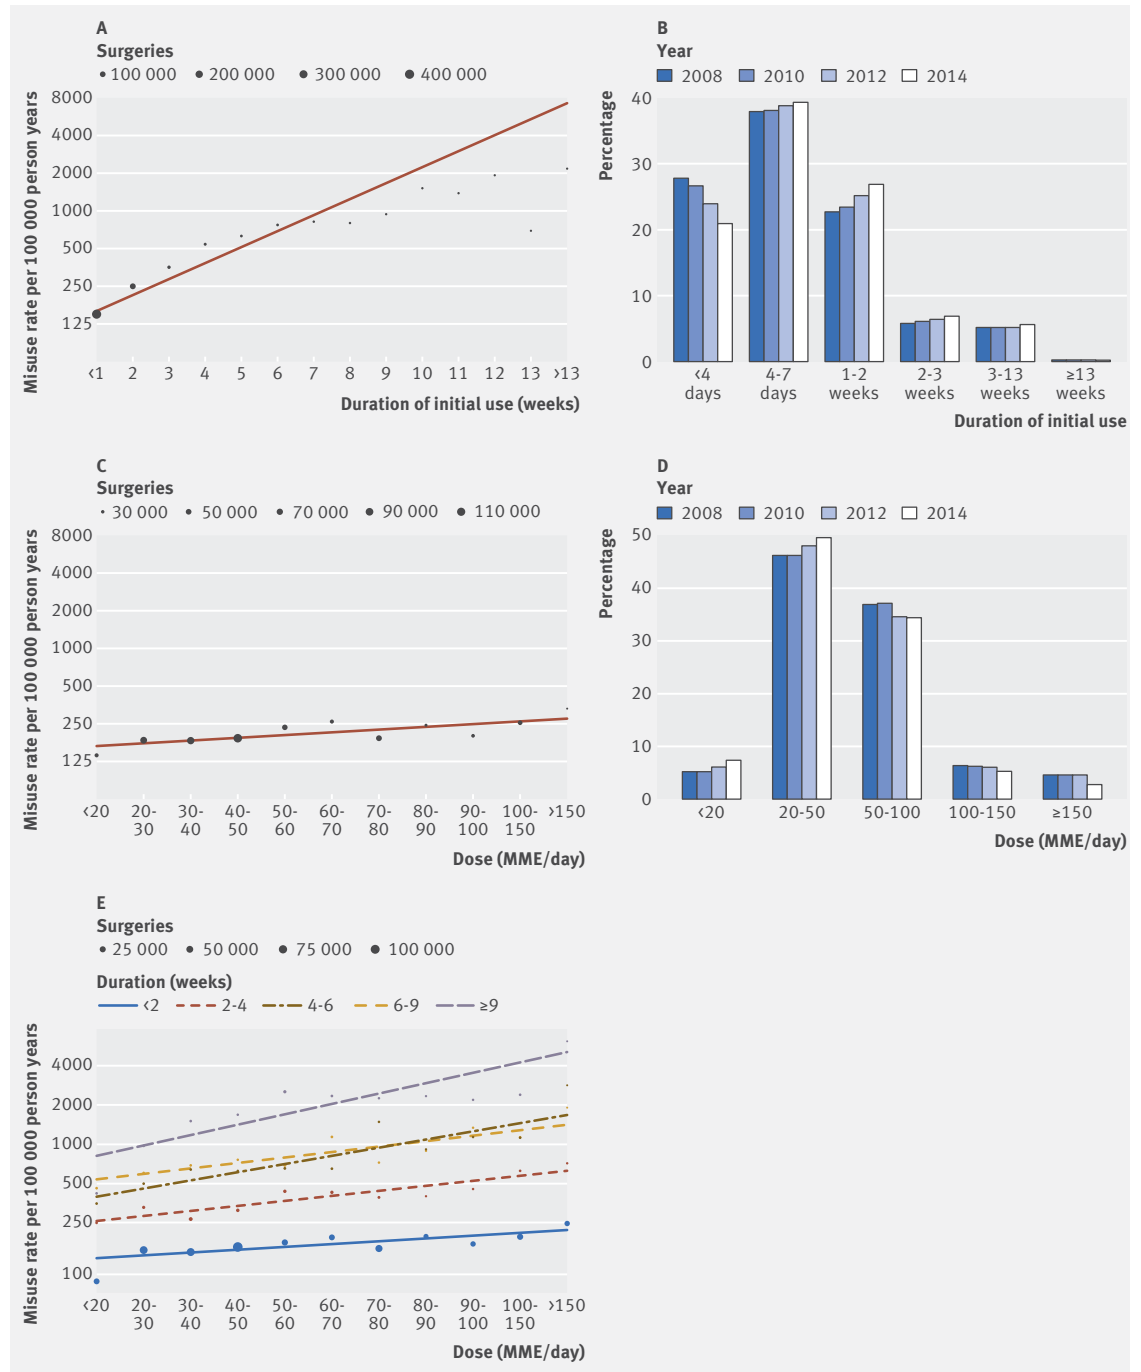 A
Surgeries
100 000 200 000 300 000 400 000
Misuse rate per 100 000 person years
8000
4000
2000
1000
500
250
125
<1 2 3 4 5 6 7 8 9 10 11 12 13 >13
Duration of initial use (weeks)
B
Year
2008 2010 2012 2014
Percentage
40
30
20
10
0
<4 4-7 1-2 2-3 3-13 ≥13
days days weeks weeks weeks weeks
Duration of initial use
C
Surgeries
30 000 50 000 70 000 90 000 110 000
Misuse rate per 100 000 person years
8000
4000
2000
1000
500
250
125
<20 20- 30- 40- 50- 60- 70- 80- 90- 100- >150
30 40 50 60 70 80 90 100 150
Dose (MME/day)
D
Year
2008 2010 2012 2014
Percentage
50
40
30
20
10
0
<20 20-50 50-100 100-150 ≥150
Dose (MME/day)
E
Surgeries
25 000 50 000 75 000 100 000
Duration (weeks)
<2 2-4 4-6 6-9 ≥9
Misuse rate per 100 000 person years
4000
2000
1000
500
250
100
<20 20- 30- 40- 50- 60- 70- 80- 90- 100- >150
30 40 50 60 70 80 90 100 150
Dose (MME/day)